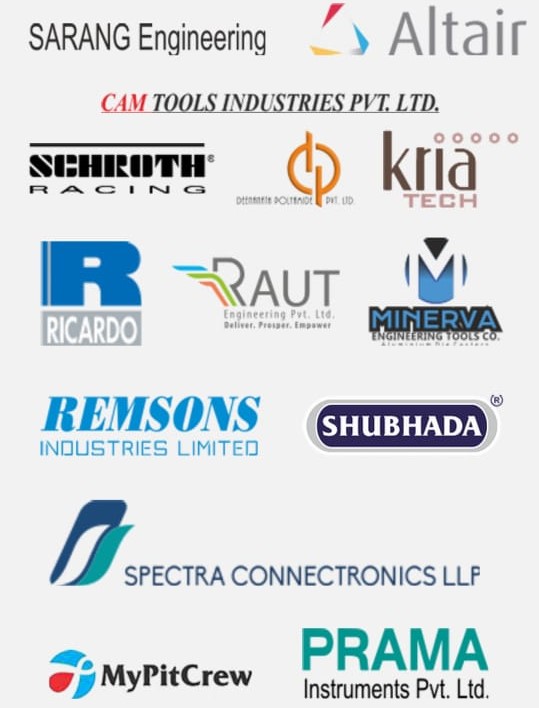 SARANG Engineering
Altair
CAM TOOLS INDUSTRIES PVT. LTD.
SCHROTH®
RACING
DEENANATH POLYAMIDE PVT. LTD.
kria
TECH
R
RICARDO
RAUT
Engineering Pvt. Ltd.
Deliver. Prosper. Empower
M
MINERVA
ENGINEERING TOOLS CO.
Aluminium Die Casters
REMSONS
INDUSTRIES LIMITED
SHUBHADA®
SPECTRA CONNECTRONICS LLP
MyPitCrew
PRAMA
Instruments Pvt. Ltd.